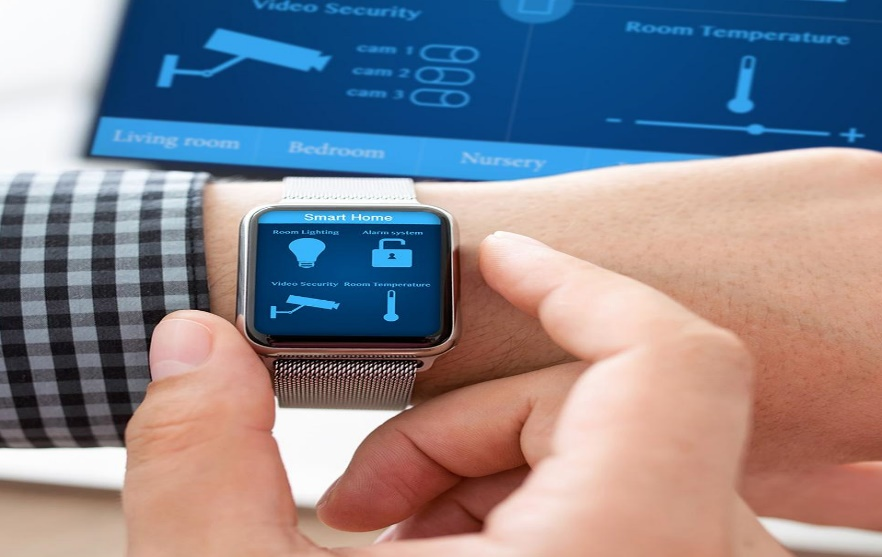 Video Security
cam 1
cam 2
cam 3
Room Temperature
Living room
Bedroom
Nursery
Smart Home
Room Lighting
Alarm system
Video Security
Room Temperature